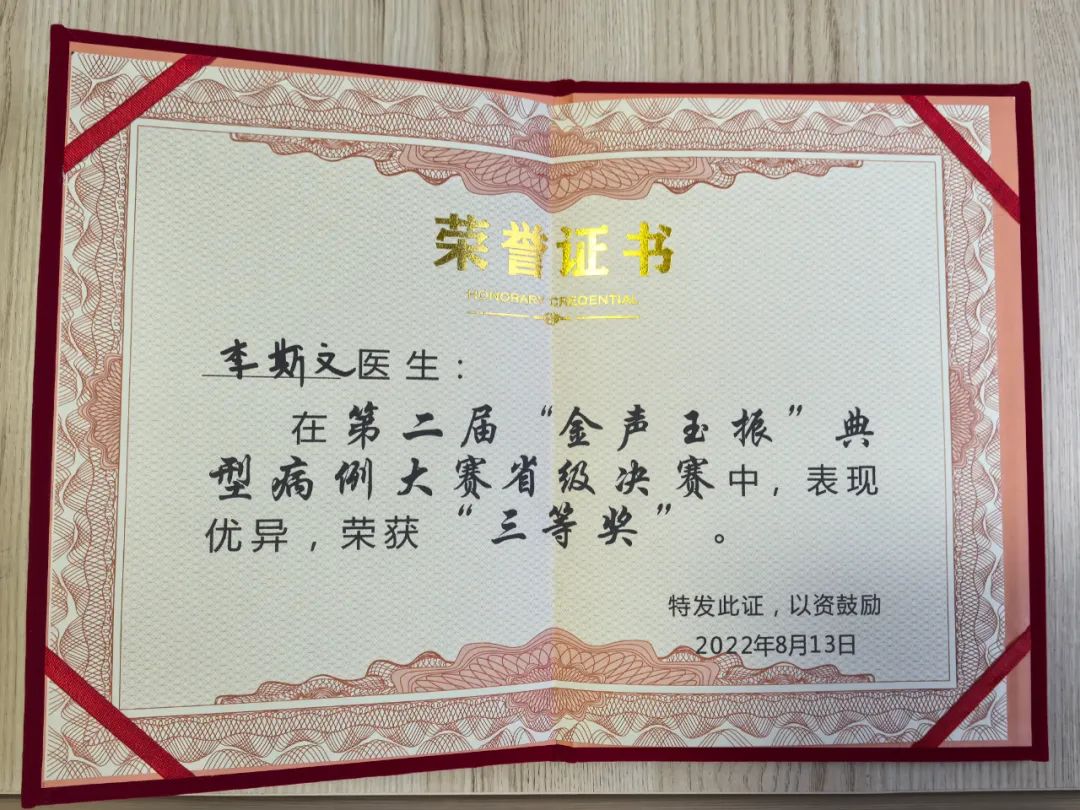 荣誉证书
HONORARY CREDENTIAL
李斯文医生：
在第二届“金声玉振”典
型病例大赛省级决赛中，表现
优异，荣获“三等奖”。
特发此证，以资鼓励
2022年8月13日